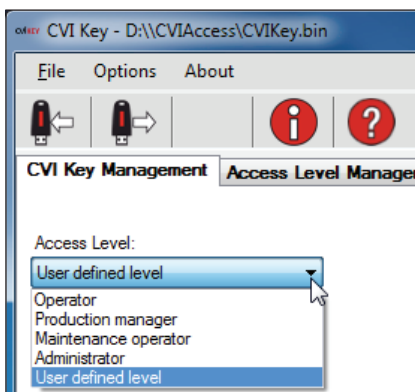 CVIKEY CVI Key - D:\\CVIAccess\CVIKey.bin
File Options About
CVI Key Management Access Level Manager
Access Level:
User defined level
Operator
Production manager
Maintenance operator
Administrator
User defined level